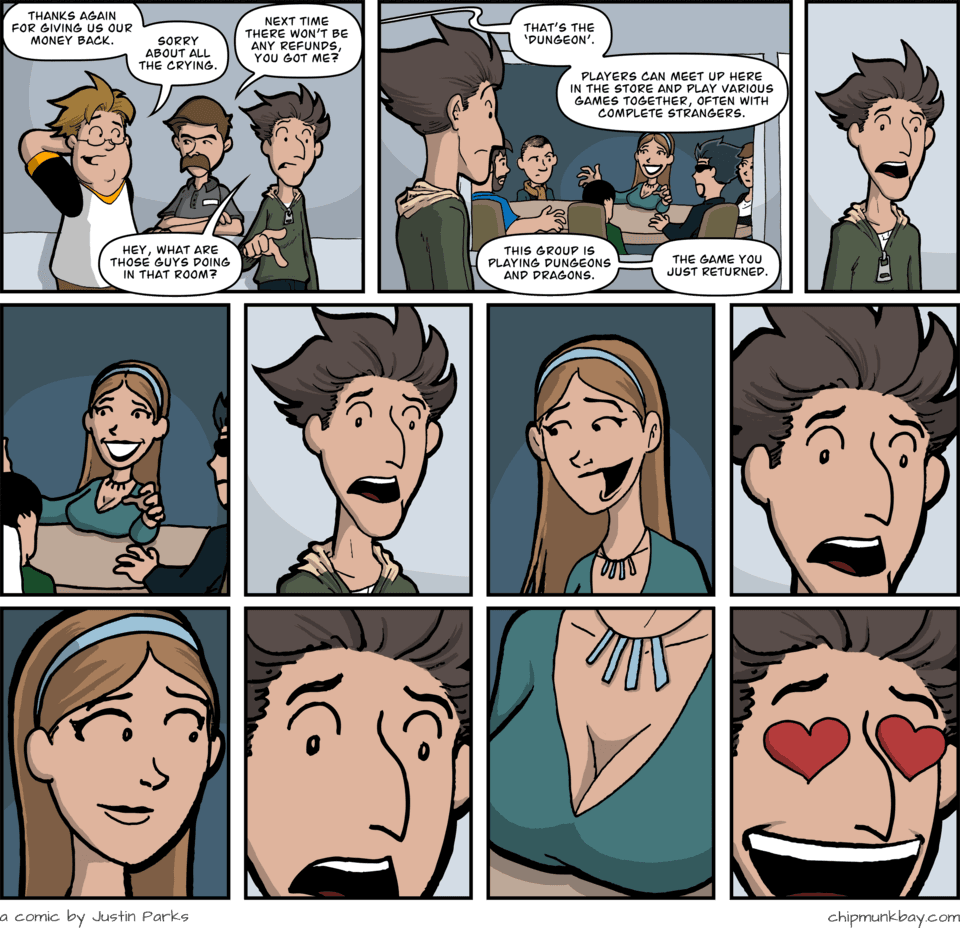 THANKS AGAIN
FOR GIVING US OUR
MONEY BACK.
SORRY
ABOUT ALL
THE CRYING.
NEXT TIME
THERE WON'T BE
ANY REFUNDS,
YOU GOT ME?
HEY, WHAT ARE
THOSE GUYS DOING
IN THAT ROOM?
THAT'S THE
'DUNGEON'.
PLAYERS CAN MEET UP HERE
IN THE STORE AND PLAY VARIOUS
GAMES TOGETHER, OFTEN WITH
COMPLETE STRANGERS.
THIS GROUP IS
PLAYING DUNGEONS
AND DRAGONS.
THE GAME YOU
JUST RETURNED.
a comic by Justin Parks
chipmunkbay.com